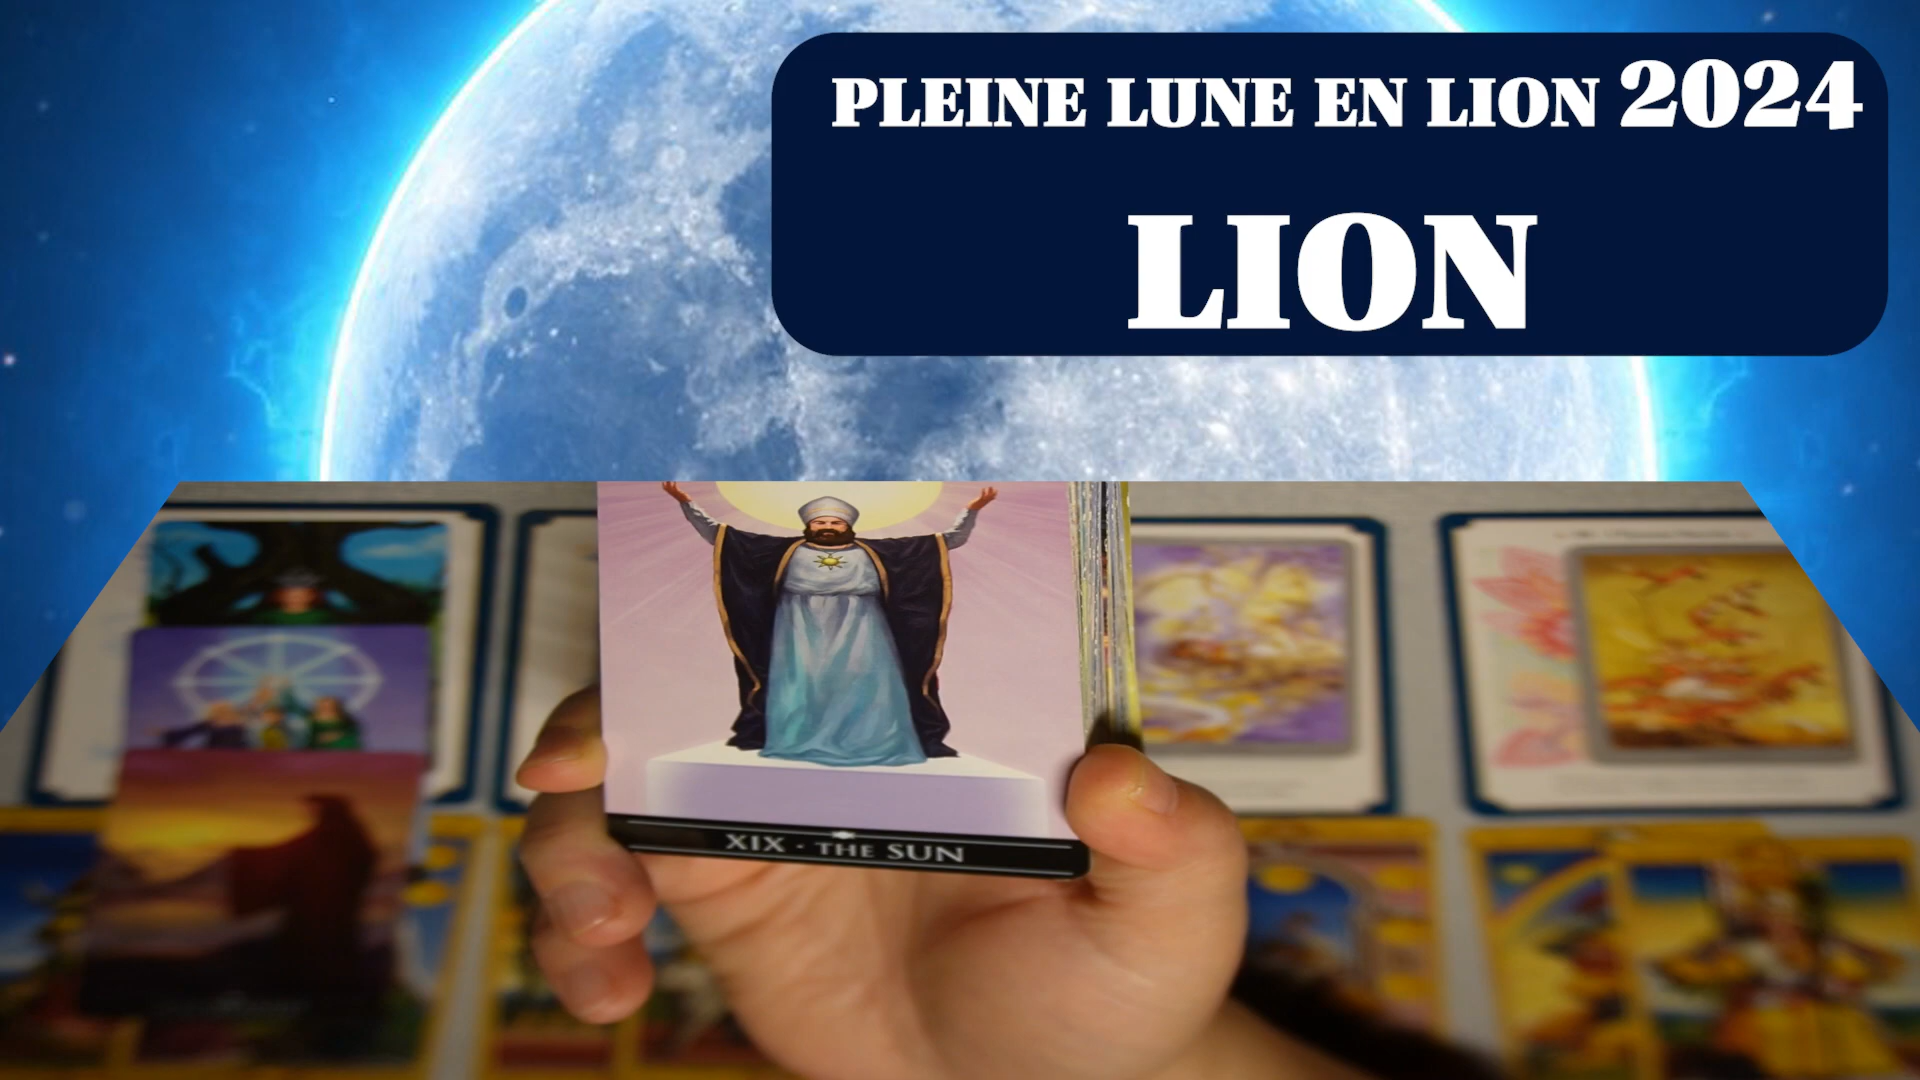 PLEINE LUNE EN LION 2024
LION
XIX · THE SUN